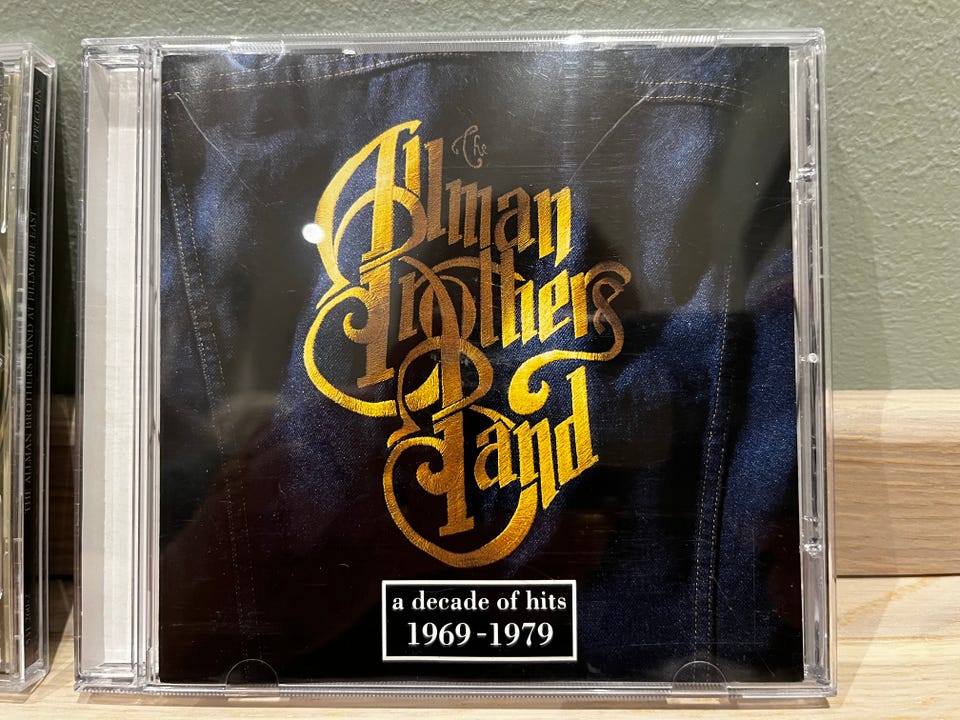 The
Allman
Brothers
Band
a decade of hits
1969-1979
THE ALLMAN BROTHERS BAND AT FILLMORE EAST
CAPRICORN